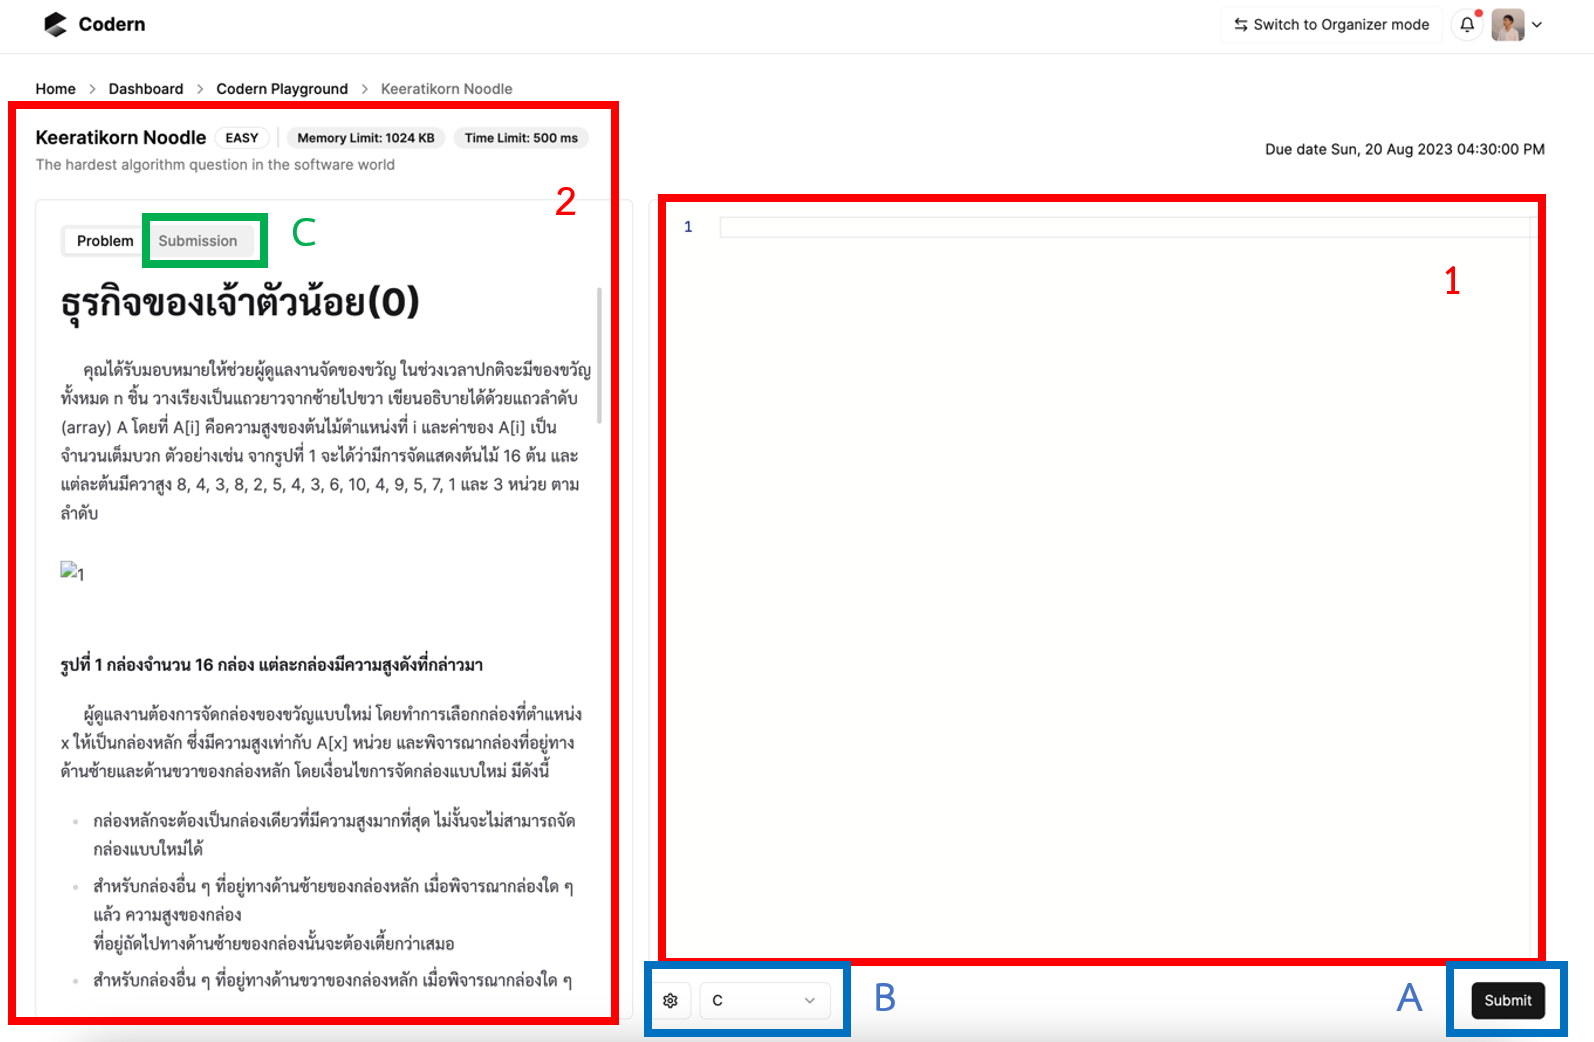 Codern
Switch to Organizer mode
Home > Dashboard > Codern Playground > Keeratikorn Noodle
Keeratikorn Noodle EASY Memory Limit: 1024 KB Time Limit: 500 ms
The hardest algorithm question in the software world
Due date Sun, 20 Aug 2023 04:30:00 PM
2
Problem Submission C
ธุรกิจของเจ้าตัวน้อย(0)
คุณได้รับมอบหมายให้ช่วยผู้ดูแลงานจัดของขวัญ ในช่วงเวลาปกติจะมีของขวัญ
ทั้งหมด n ชิ้น วางเรียงเป็นแถวยาวจากซ้ายไปขวา เขียนอธิบายได้ด้วยแถวลำดับ
(array) A โดยที่ A[i] คือความสูงของต้นไม้ตำแหน่งที่ i และค่าของ A[i] เป็น
จำนวนเต็มบวก ตัวอย่างเช่น จากรูปที่ 1 จะได้ว่ามีการจัดแสดงต้นไม้ 16 ต้น และ
แต่ละต้นมีควาสูง 8, 4, 3, 8, 2, 5, 4, 3, 6, 10, 4, 9, 5, 7, 1 และ 3 หน่วย ตาม
ลำดับ
1
รูปที่ 1 กล่องจำนวน 16 กล่อง แต่ละกล่องมีความสูงดังที่กล่าวมา
ผู้ดูแลงานต้องการจัดกล่องของขวัญแบบใหม่ โดยทำการเลือกกล่องที่ตำแหน่ง
x ให้เป็นกล่องหลัก ซึ่งมีความสูงเท่ากับ A[x] หน่วย และพิจารณากล่องที่อยู่ทาง
ด้านซ้ายและด้านขวาของกล่องหลัก โดยเงื่อนไขการจัดกล่องแบบใหม่ มีดังนี้
กล่องหลักจะต้องเป็นกล่องเดียวที่มีความสูงมากที่สุด ไม่งั้นจะไม่สามารถจัด
กล่องแบบใหม่ได้
สำหรับกล่องอื่น ๆ ที่อยู่ทางด้านซ้ายของกล่องหลัก เมื่อพิจารณากล่องใด ๆ
แล้ว ความสูงของกล่อง
ที่อยู่ถัดไปทางด้านซ้ายของกล่องนั้นจะต้องเตี้ยกว่าเสมอ
สำหรับกล่องอื่น ๆ ที่อยู่ทางด้านขวาของกล่องหลัก เมื่อพิจารณากล่องใด ๆ
1
1
C B A Submit